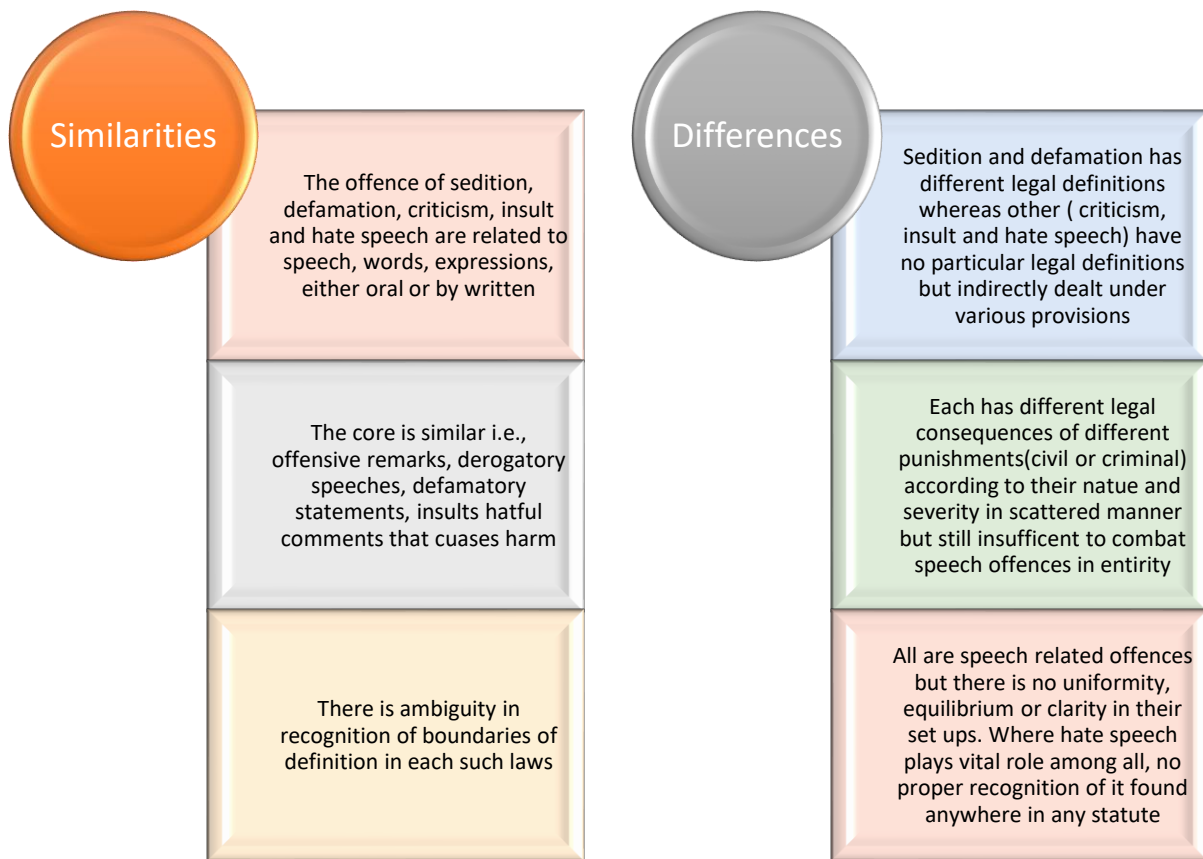 Similarities
The offence of sedition,
defamation, criticism, insult
and hate speech are related to
speech, words, expressions,
either oral or by written
The core is similar i.e.,
offensive remarks, derogatory
speeches, defamatory
statements, insults hatful
comments that cuases harm
There is ambiguity in
recognition of boundaries of
definition in each such laws
Differences
Sedition and defamation has
different legal definitions
whereas other ( criticism,
insult and hate speech) have
no particular legal definitions
but indirectly dealt under
various provisions
Each has different legal
consequences of different
punishments(civil or criminal)
according to their natue and
severity in scattered manner
but still insufficent to combat
speech offences in entirity
All are speech related offences
but there is no uniformity,
equilibrium or clarity in their
set ups. Where hate speech
plays vital role among all, no
proper recognition of it found
anywhere in any statute